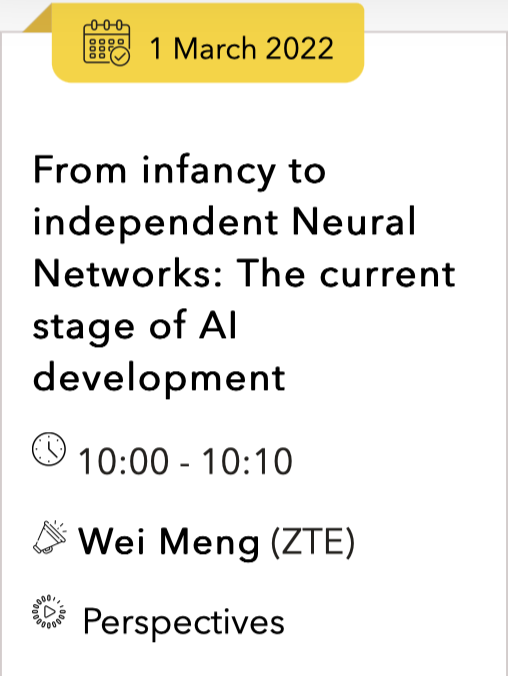 1 March 2022
From infancy to
independent Neural
Networks: The current
stage of AI
development
10:00 - 10:10
Wei Meng (ZTE)
Perspectives